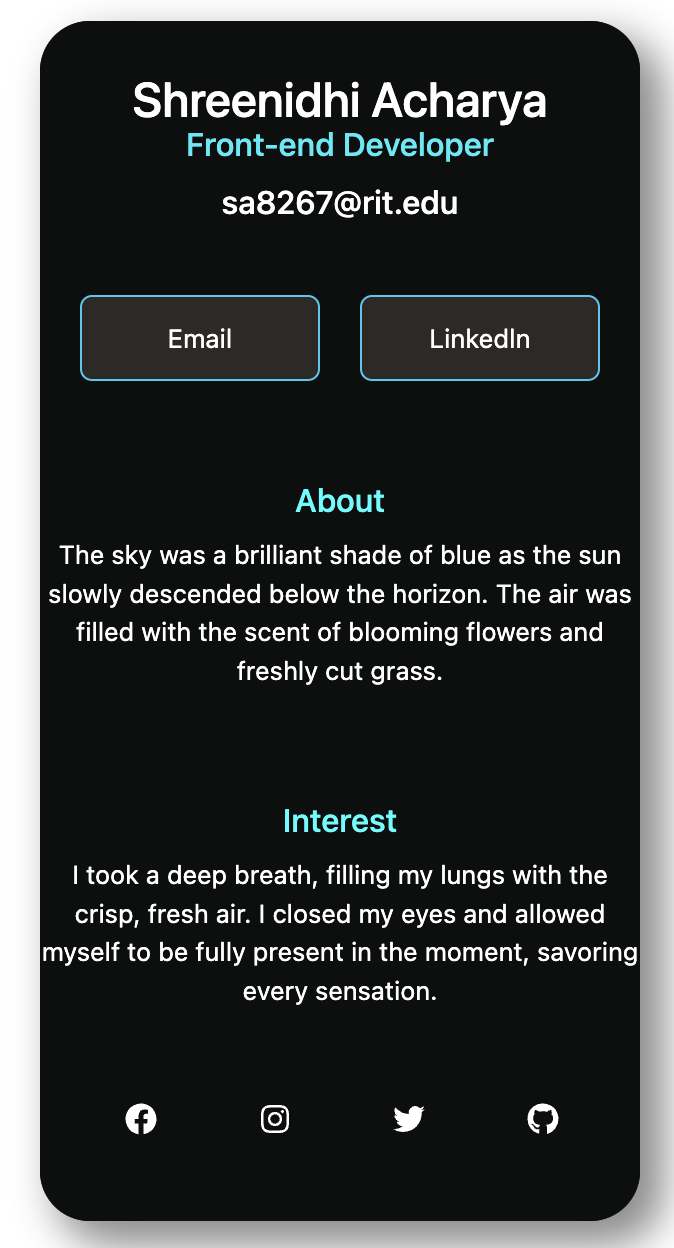 Shreenidhi Acharya
Front-end Developer
sa8267@rit.edu
Email
LinkedIn
About
The sky was a brilliant shade of blue as the sun
slowly descended below the horizon. The air was
filled with the scent of blooming flowers and
freshly cut grass.
Interest
I took a deep breath, filling my lungs with the
crisp, fresh air. I closed my eyes and allowed
myself to be fully present in the moment, savoring
every sensation.